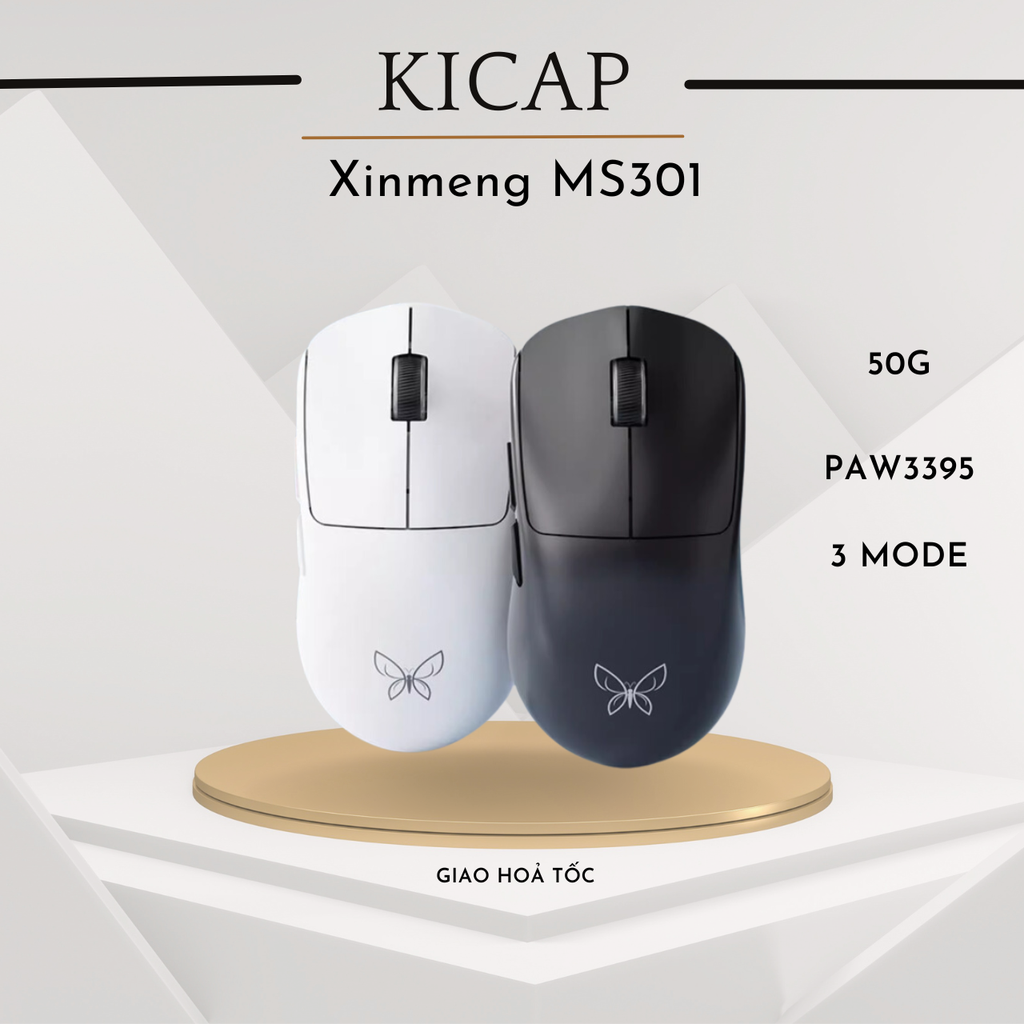 KICAP
Xinmeng MS301
50G
PAW3395
3 MODE
GIAO HOẢ TỐC